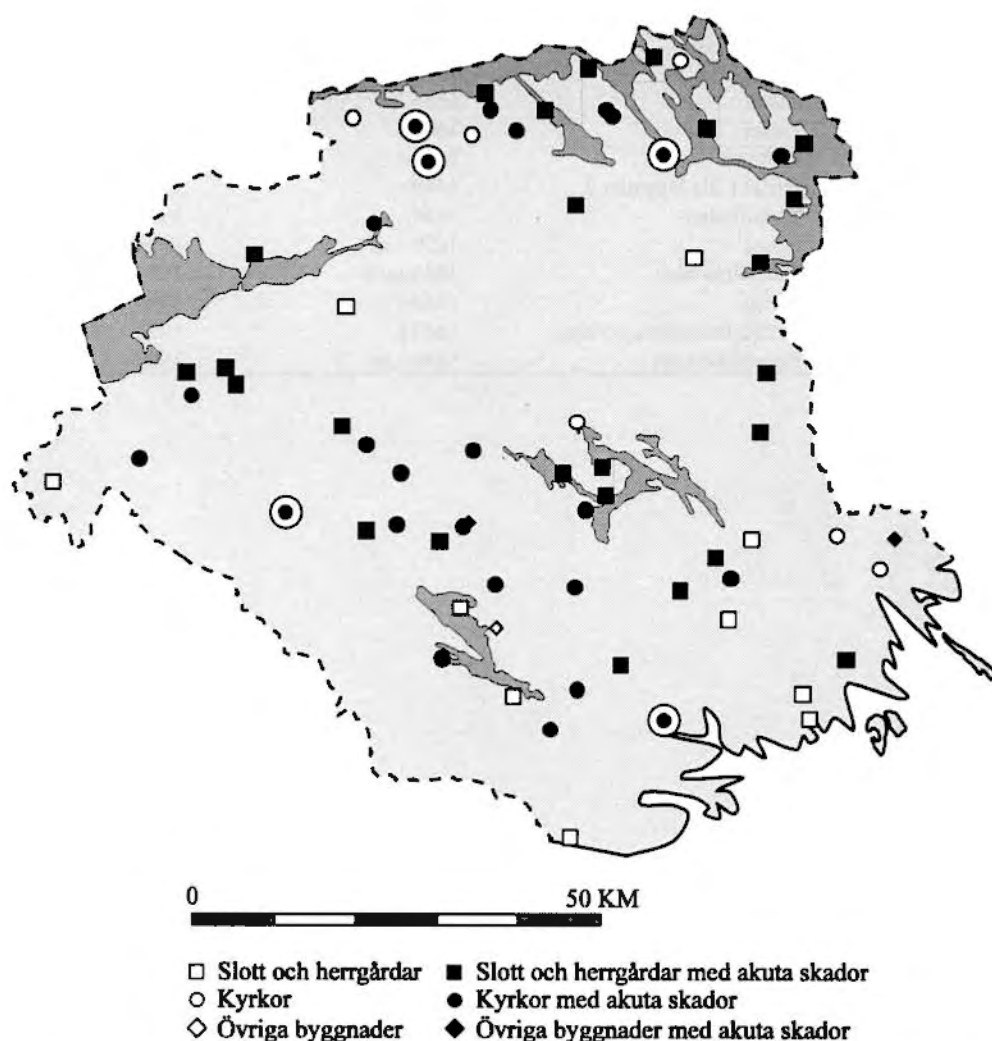 0 50 KM
Slott och herrgårdar Slott och herrgårdar med akuta skador
Kyrkor Kyrkor med akuta skador
Övriga byggnader Övriga byggnader med akuta skador